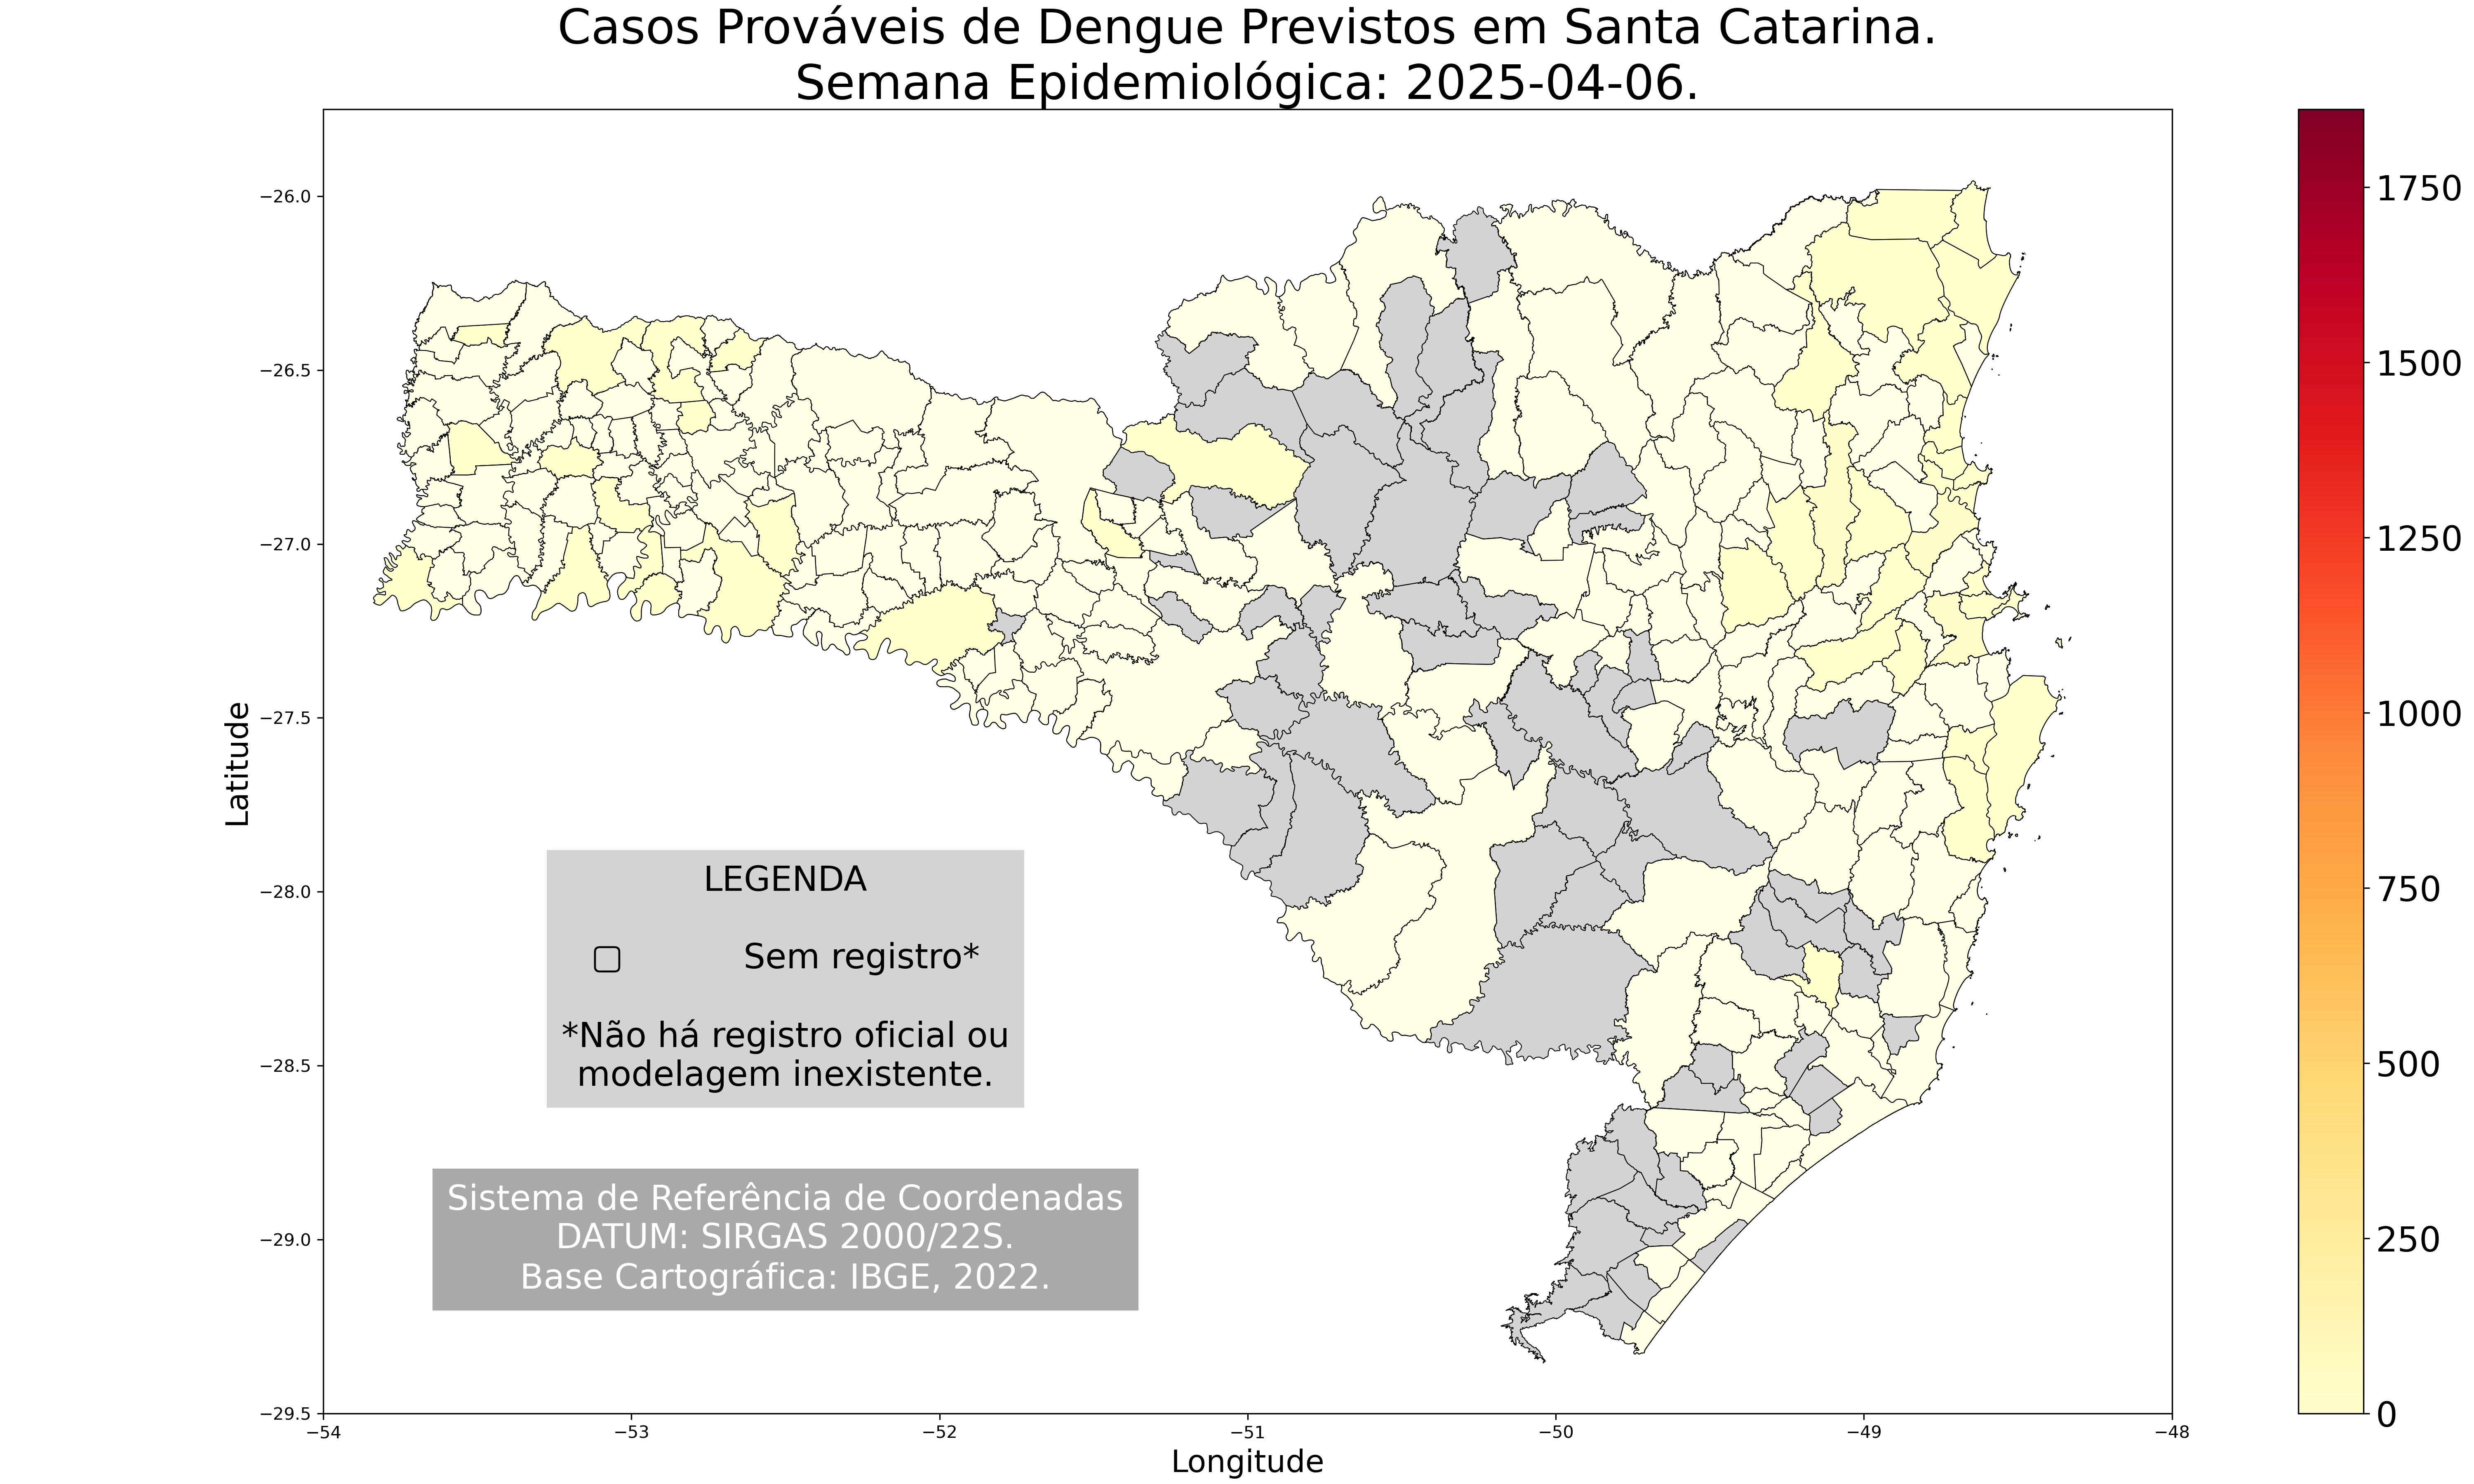 Casos Prováveis de Dengue Previstos em Santa Catarina.
Semana Epidemiológica: 2025-04-06.
Latitude
−26.0
−26.5
−27.0
−27.5
−28.0
−28.5
−29.0
−29.5
LEGENDA
Sem registro*
*Não há registro oficial ou
modelagem inexistente.
Sistema de Referência de Coordenadas
DATUM: SIRGAS 2000/22S.
Base Cartográfica: IBGE, 2022.
−54 −53 −52 −51 −50 −49 −48
Longitude
1750
1500
1250
1000
750
500
250
0